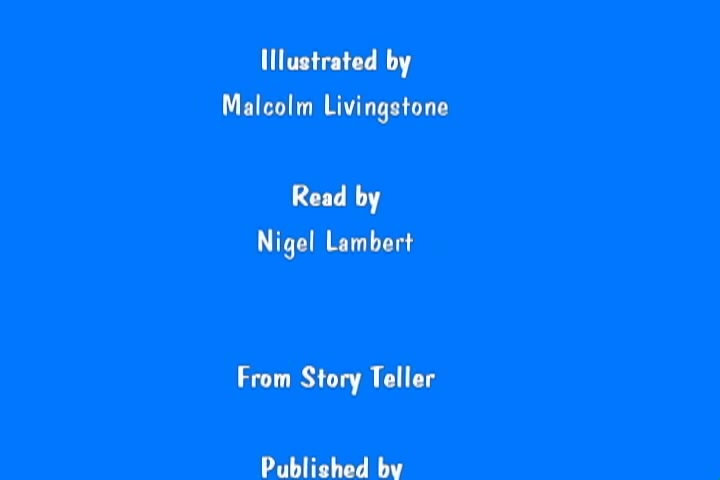 Illustrated by
Malcolm Livingstone
Read by
Nigel Lambert
From Story Teller
Published by